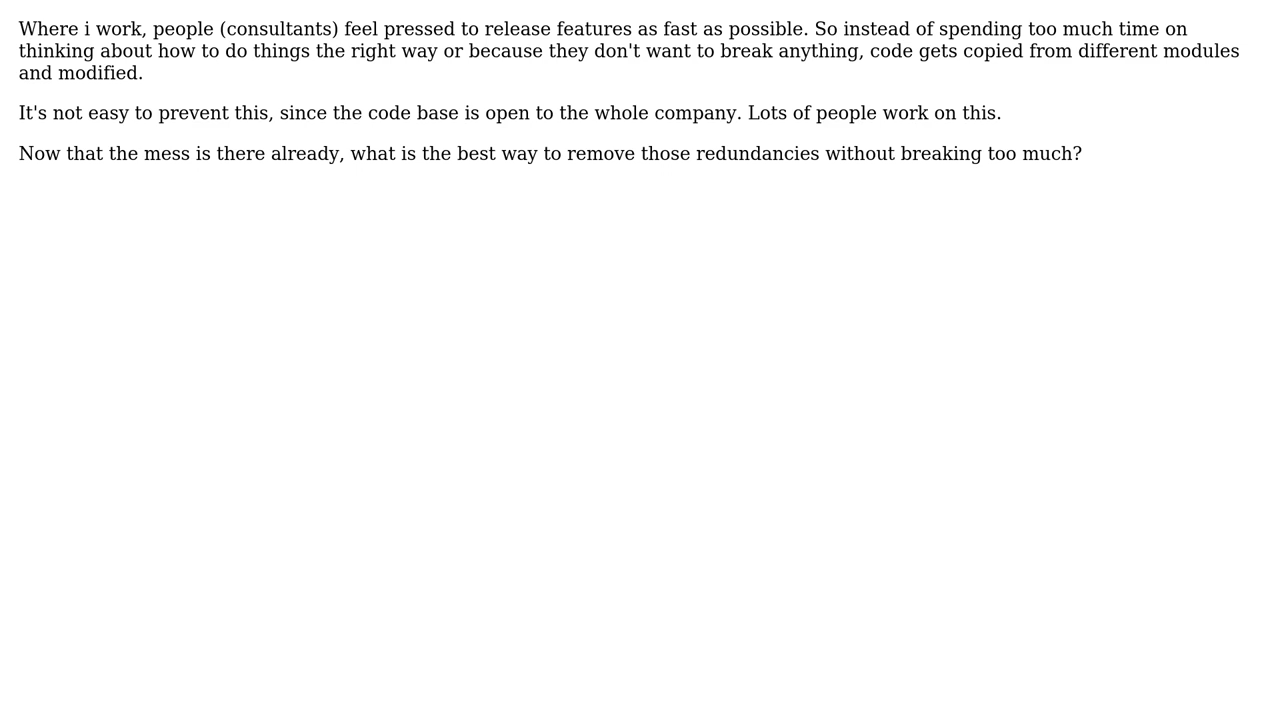 Where i work, people (consultants) feel pressed to release features as fast as possible. So instead of spending too much time on
thinking about how to do things the right way or because they don't want to break anything, code gets copied from different modules
and modified.
It's not easy to prevent this, since the code base is open to the whole company. Lots of people work on this.
Now that the mess is there already, what is the best way to remove those redundancies without breaking too much?